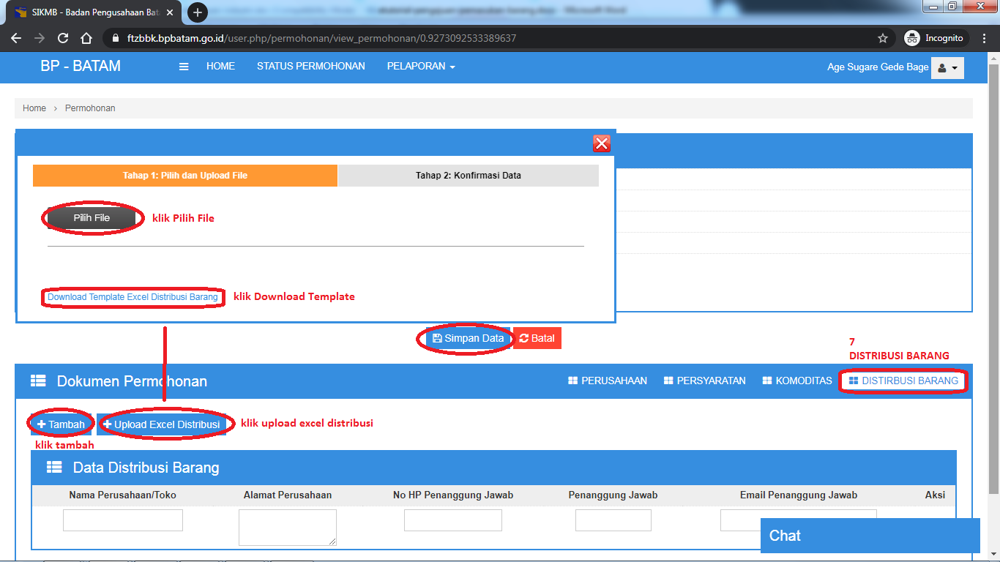 SIKMB - Badan Pengusahaan Bat
ftzbbk.bpbatam.go.id/user.php/permohonan/view_permohonan/0.9273092533389637
Incognito
BP - BATAM
HOME
STATUS PERMOHONAN
PELAPORAN
Age Sugare Gede Bage
Home > Permohonan
Tahap 1: Pilih dan Upload File
Tahap 2: Konfirmasi Data
Pilih File
klik Pilih File
Download Template Excel Distribusi Barang
klik Download Template
Simpan Data
Batal
7
DISTRIBUSI BARANG
Dokumen Permohonan
PERUSAHAAN
PERSYARATAN
KOMODITAS
DISTIRBUSI BARANG
+ Tambah
+ Upload Excel Distribusi
klik upload excel distribusi
klik tambah
Data Distribusi Barang
Nama Perusahaan/Toko
Alamat Perusahaan
No HP Penanggung Jawab
Penanggung Jawab
Email Penanggung Jawab
Aksi
Chat